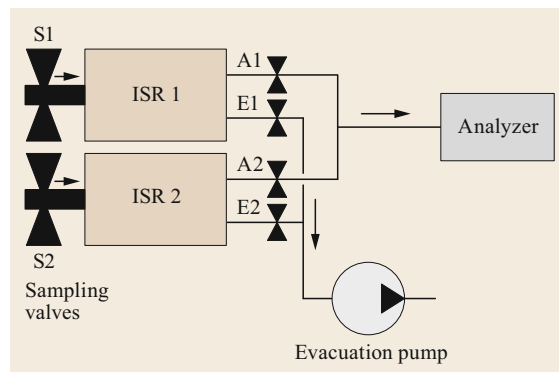 S1
A1
ISR 1
E1
Analyzer
A2
ISR 2
E2
S2
Sampling
valves
Evacuation pump